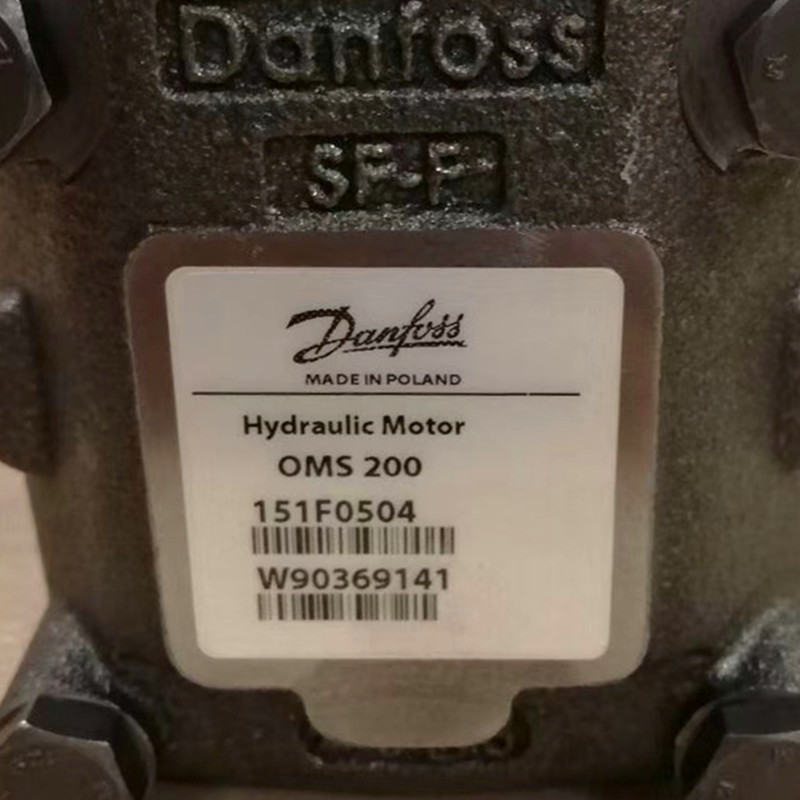 Danfoss
SF-F
Danfoss
MADE IN POLAND
Hydraulic Motor
OMS 200
151F0504
W90369141